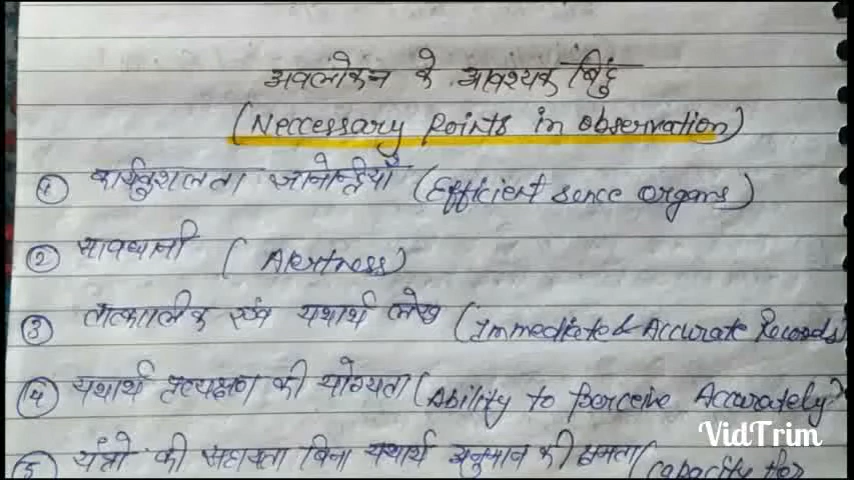 अवलोकन के आवश्यक बिंदु
(Neccessary Points in observation)
① कार्यकुशलता ज्ञानेन्द्रियाँ (Efficient sence organs)
② सावधानी (Alertness)
③ तात्कालिक एवं यथार्थ लेख (Immediete & Accurate Records)
④ यथार्थ प्रत्यक्षण की योग्यता (Ability to Perceive Accurately)
⑤ यंत्रो की सहायता बिना यथार्थ अनुमान की क्षमता (capacity for
VidTrim